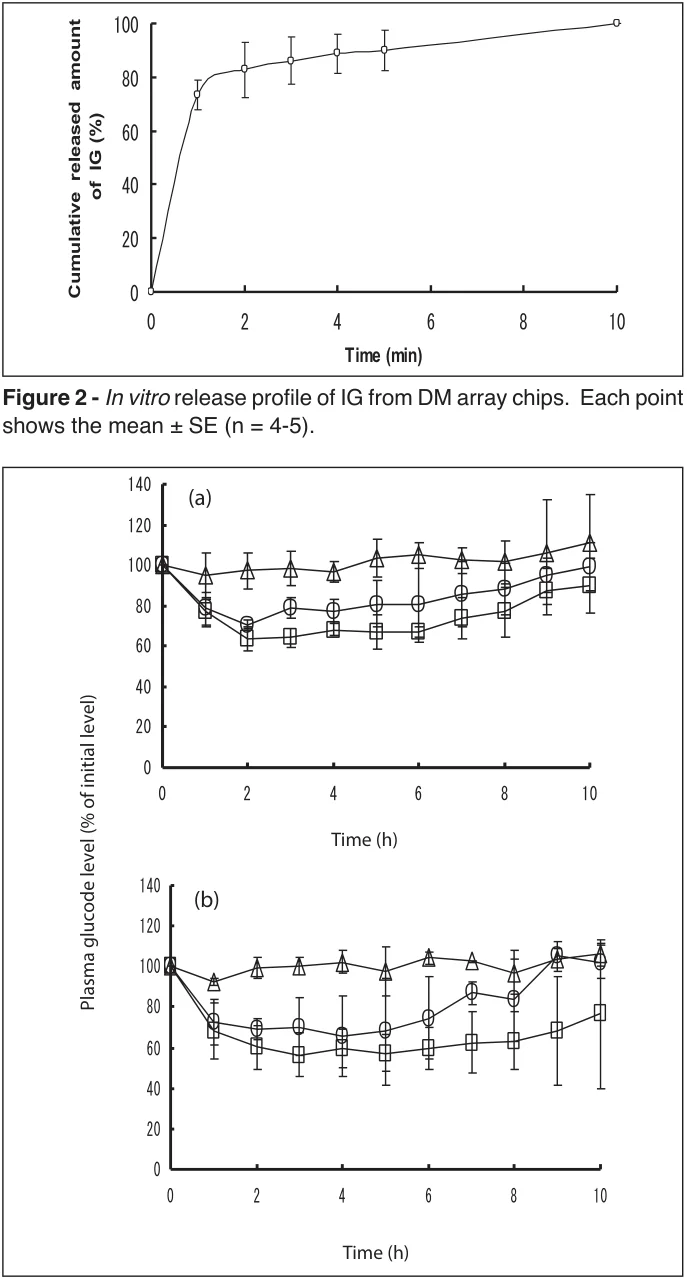 100
80
60
40
20
0
Cumulative released amount
of IG (%)
0 2 4 6 8 10
Time (min)
Figure 2 - In vitro release profile of IG from DM array chips. Each point
shows the mean ± SE (n = 4-5).
Plasma glucode level (% of initial level)
(a)
140
120
100
80
60
40
20
0
0 2 4 6 8 10
Time (h)
(b)
140
120
100
80
60
40
20
0
0 2 4 6 8 10
Time (h)